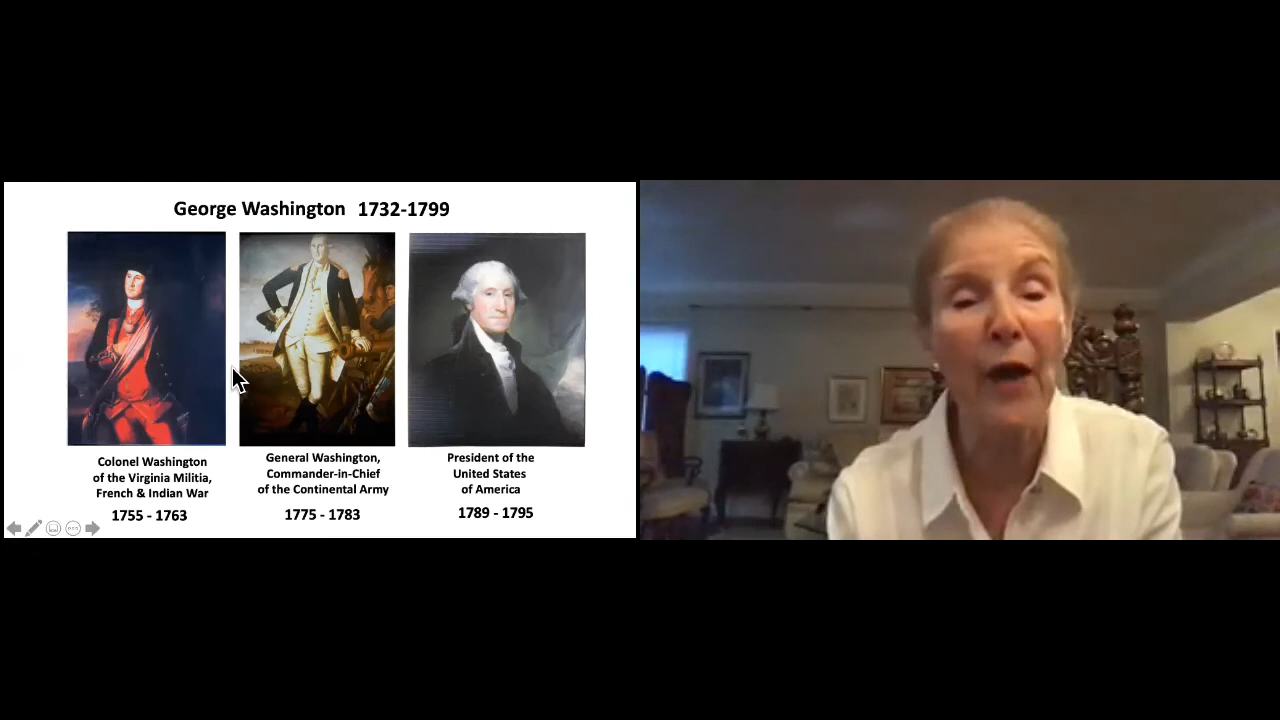 George Washington 1732-1799
Colonel Washington
of the Virginia Militia,
French & Indian War
1755 - 1763
General Washington,
Commander-in-Chief
of the Continental Army
1775 - 1783
President of the
United States
of America
1789 - 1795